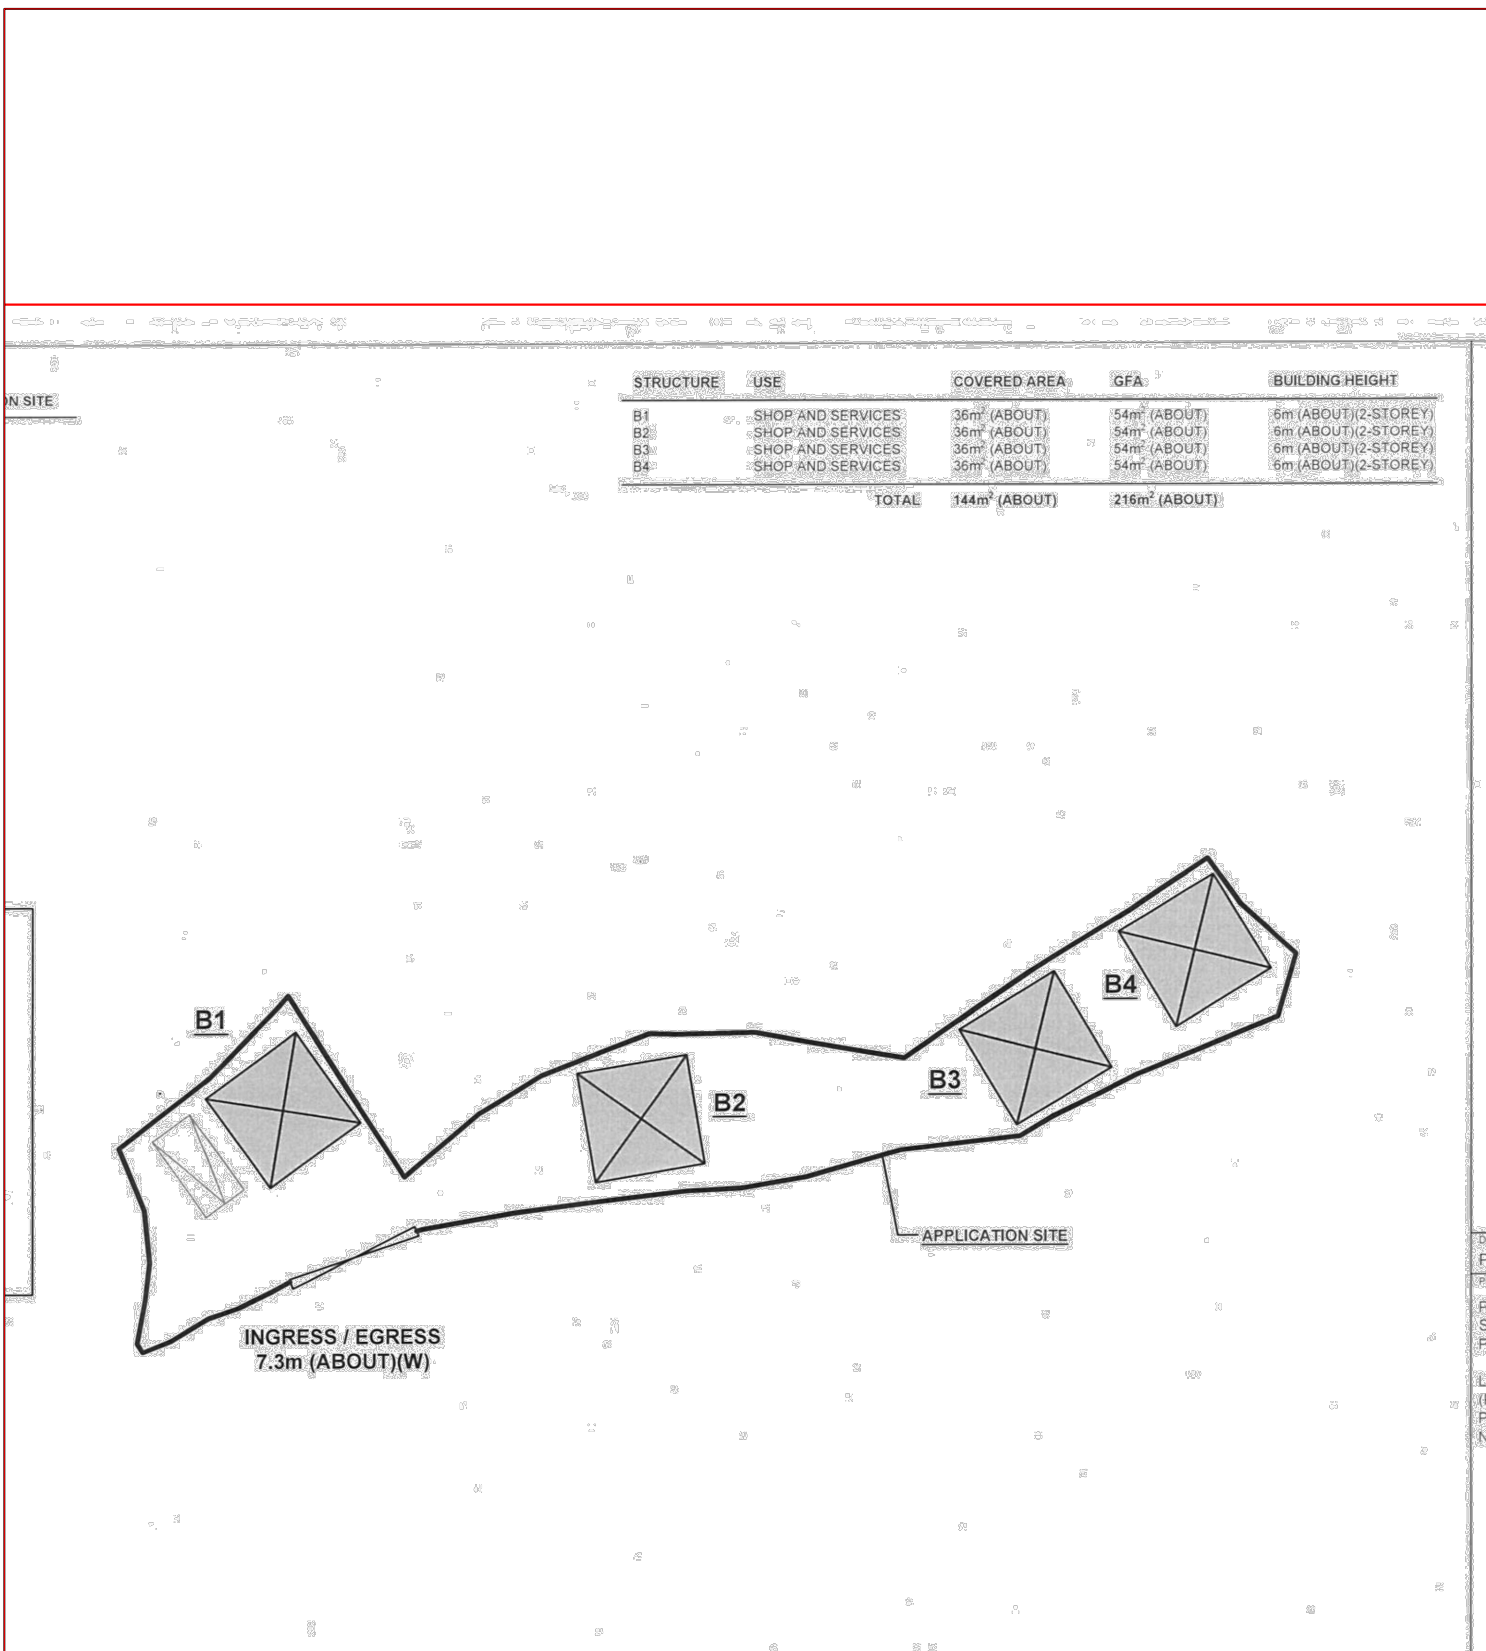 STRUCTURE USE COVERED AREA GFA BUILDING HEIGHT
ON SITE
B1 SHOP AND SERVICES 36m² (ABOUT) 54m² (ABOUT) 6m (ABOUT)(2-STOREY)
B2 SHOP AND SERVICES 36m² (ABOUT) 54m² (ABOUT) 6m (ABOUT)(2-STOREY)
B3 SHOP AND SERVICES 36m² (ABOUT) 54m² (ABOUT) 6m (ABOUT)(2-STOREY)
B4 SHOP AND SERVICES 36m² (ABOUT) 54m² (ABOUT) 6m (ABOUT)(2-STOREY)
TOTAL 144m² (ABOUT) 216m² (ABOUT)
B4
B1
B3
B2
APPLICATION SITE
INGRESS / EGRESS
7.3m (ABOUT)(W)